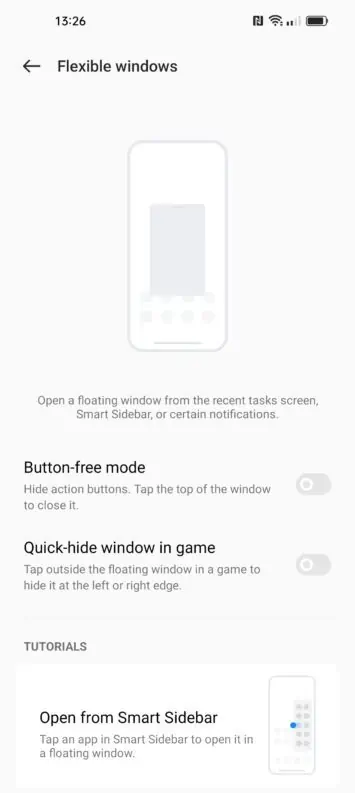 13:26
Flexible windows
Open a floating window from the recent tasks screen,
Smart Sidebar, or certain notifications.
Button-free mode
Hide action buttons. Tap the top of the window
to close it.
Quick-hide window in game
Tap outside the floating window in a game to
hide it at the left or right edge.
TUTORIALS
Open from Smart Sidebar
Tap an app in Smart Sidebar to open it in
a floating window.